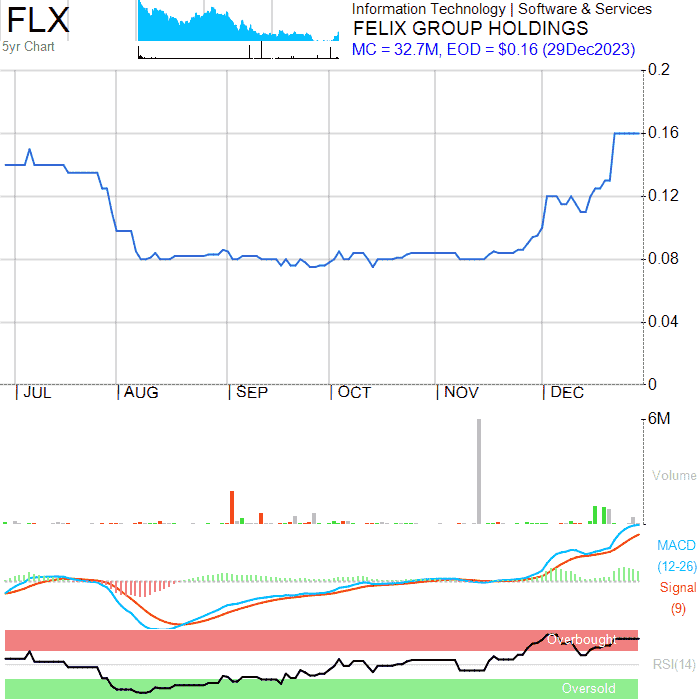 FLX
5yr Chart
Information Technology | Software & Services
FELIX GROUP HOLDINGS
MC = 32.7M, EOD = $0.16 (29Dec2023)
0.2
0.16
0.12
0.08
0.04
0
JUL AUG SEP OCT NOV DEC
6M
Volume
MACD
(12-26)
Signal
(9)
Overbought
RSI(14)
Oversold